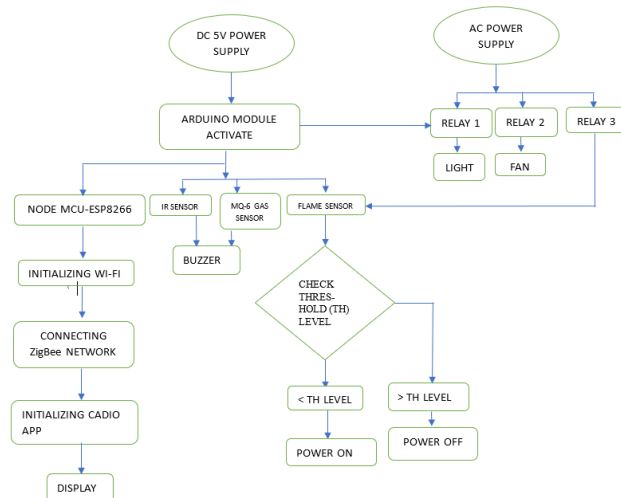 DC 5V POWER
SUPPLY
AC POWER
SUPPLY
ARDUINO MODULE
ACTIVATE
RELAY 1
RELAY 2
RELAY 3
LIGHT
FAN
NODE MCU-ESP8266
IR SENSOR
MQ-6 GAS
SENSOR
FLAME SENSOR
BUZZER
INITIALIZING WI-FI
CHECK
THRES-
HOLD (TH)
LEVEL
CONNECTING
ZigBee NETWORK
< TH LEVEL
> TH LEVEL
INITIALIZING CADIO
APP
POWER ON
POWER OFF
DISPLAY